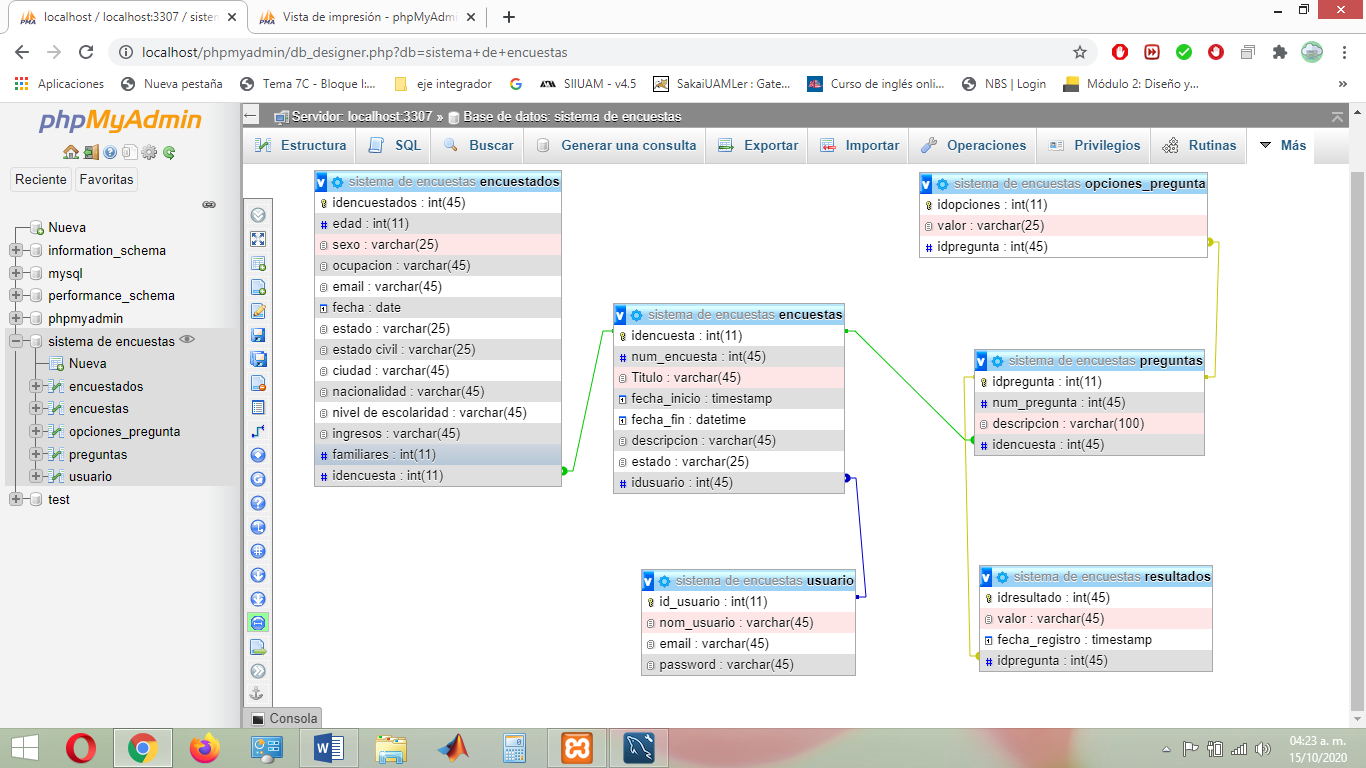 localhost / localhost:3307 / sister
Vista de impresión - phpMyAdmi
localhost/phpmyadmin/db_designer.php?db=sistema+de+encuestas
Aplicaciones
Nueva pestaña
Tema 7C - Bloque I:...
eje integrador
SIIUAM - v4.5
SakaiUAMLer : Gate...
Curso de inglés onli...
NBS | Login
Módulo 2: Diseño y...
»
phpMyAdmin
Reciente
Favoritas
Nueva
information_schema
mysql
performance_schema
phpmyadmin
sistema de encuestas
Nueva
encuestados
encuestas
opciones_pregunta
preguntas
usuario
test
Servidor: localhost:3307 » Base de datos: sistema de encuestas
Estructura
SQL
Buscar
Generar una consulta
Exportar
Importar
Operaciones
Privilegios
Rutinas
Más
sistema de encuestas encuestados
idencuestados : int(45)
edad : int(11)
sexo : varchar(25)
ocupacion : varchar(45)
email : varchar(45)
fecha : date
estado : varchar(25)
estado civil : varchar(25)
ciudad : varchar(45)
nacionalidad : varchar(45)
nivel de escolaridad : varchar(45)
ingresos : varchar(45)
familiares : int(11)
idencuesta : int(11)
sistema de encuestas encuestas
idencuesta : int(11)
num_encuesta : int(45)
Titulo : varchar(45)
fecha_inicio : timestamp
fecha_fin : datetime
descripcion : varchar(45)
estado : varchar(25)
idusuario : int(45)
sistema de encuestas usuario
id_usuario : int(11)
nom_usuario : varchar(45)
email : varchar(45)
password : varchar(45)
sistema de encuestas opciones_pregunta
idopciones : int(11)
valor : varchar(25)
idpregunta : int(45)
sistema de encuestas preguntas
idpregunta : int(11)
num_pregunta : int(45)
descripcion : varchar(100)
idencuesta : int(45)
sistema de encuestas resultados
idresultado : int(45)
valor : varchar(45)
fecha_registro : timestamp
idpregunta : int(45)
Consola
04:23 a. m.
15/10/2020